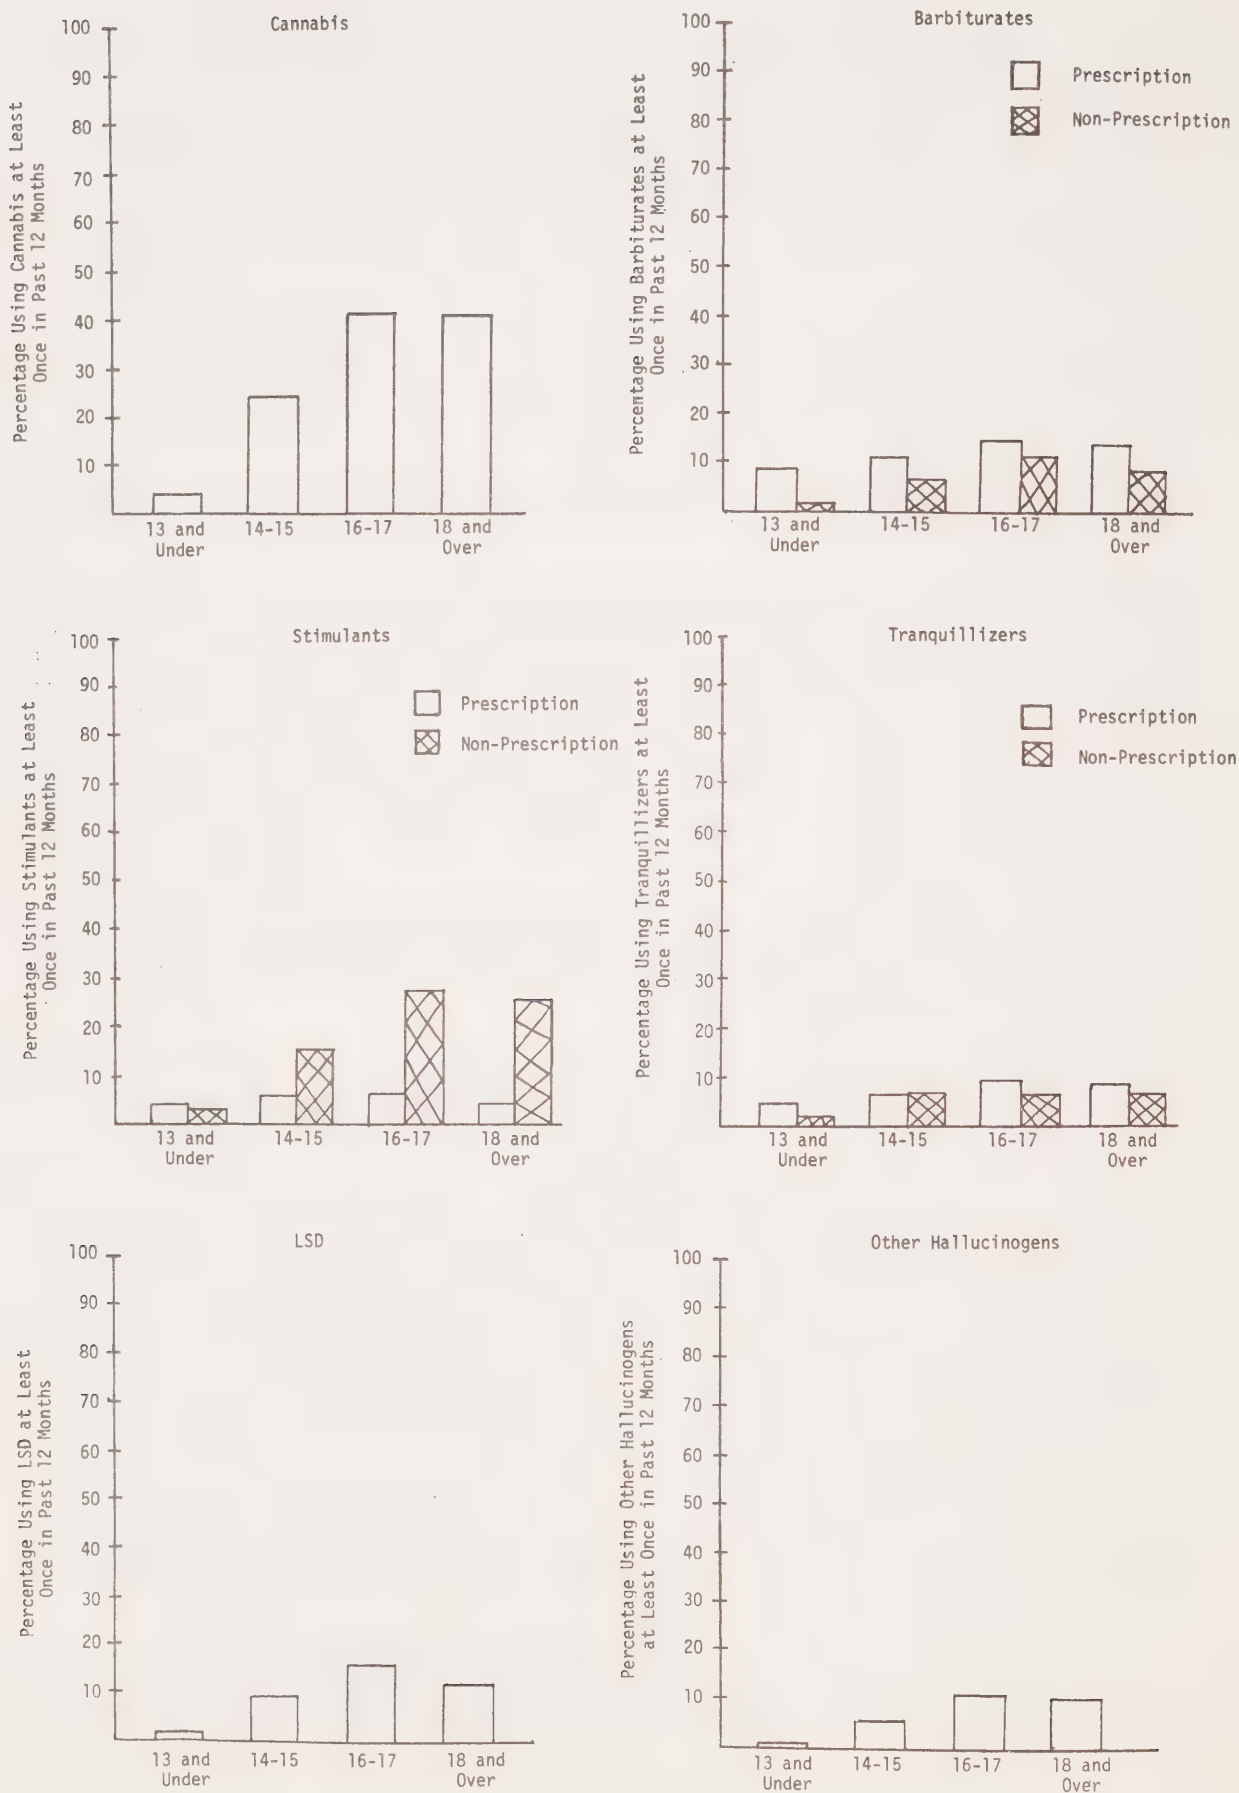 Cannabis
Percentage Using Cannabis at Least
Once in Past 12 Months
100
90
80
70
60
50
40
30
20
10
13 and
Under
14-15
16-17
18 and
Over
Barbiturates
Prescription
Non-Prescription
Percentage Using Barbiturates at Least
Once in Past 12 Months
100
90
80
70
60
50
40
30
20
10
13 and
Under
14-15
16-17
18 and
Over
Stimulants
Prescription
Non-Prescription
Percentage Using Stimulants at Least
Once in Past 12 Months
100
90
80
70
60
50
40
30
20
10
13 and
Under
14-15
16-17
18 and
Over
Tranquillizers
Prescription
Non-Prescription
Percentage Using Tranquillizers at Least
Once in Past 12 Months
100
90
80
70
60
50
40
30
20
10
13 and
Under
14-15
16-17
18 and
Over
LSD
Percentage Using LSD at Least
Once in Past 12 Months
100
90
80
70
60
50
40
30
20
10
13 and
Under
14-15
16-17
18 and
Over
Other Hallucinogens
Percentage Using Other Hallucinogens
at Least Once in Past 12 Months
100
90
80
70
60
50
40
30
20
10
13 and
Under
14-15
16-17
18 and
Over